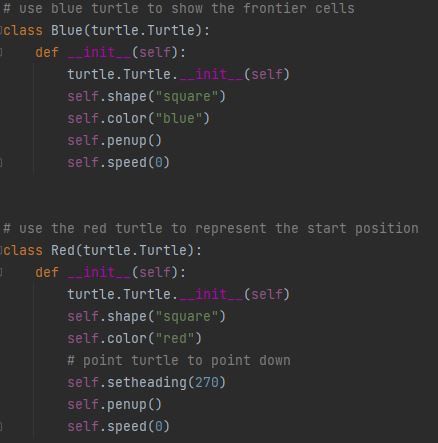 # use blue turtle to show the frontier cells
class Blue(turtle.Turtle):
    def __init__(self):
        turtle.Turtle.__init__(self)
        self.shape("square")
        self.color("blue")
        self.penup()
        self.speed(0)


# use the red turtle to represent the start position
class Red(turtle.Turtle):
    def __init__(self):
        turtle.Turtle.__init__(self)
        self.shape("square")
        self.color("red")
        # point turtle to point down
        self.setheading(270)
        self.penup()
        self.speed(0)